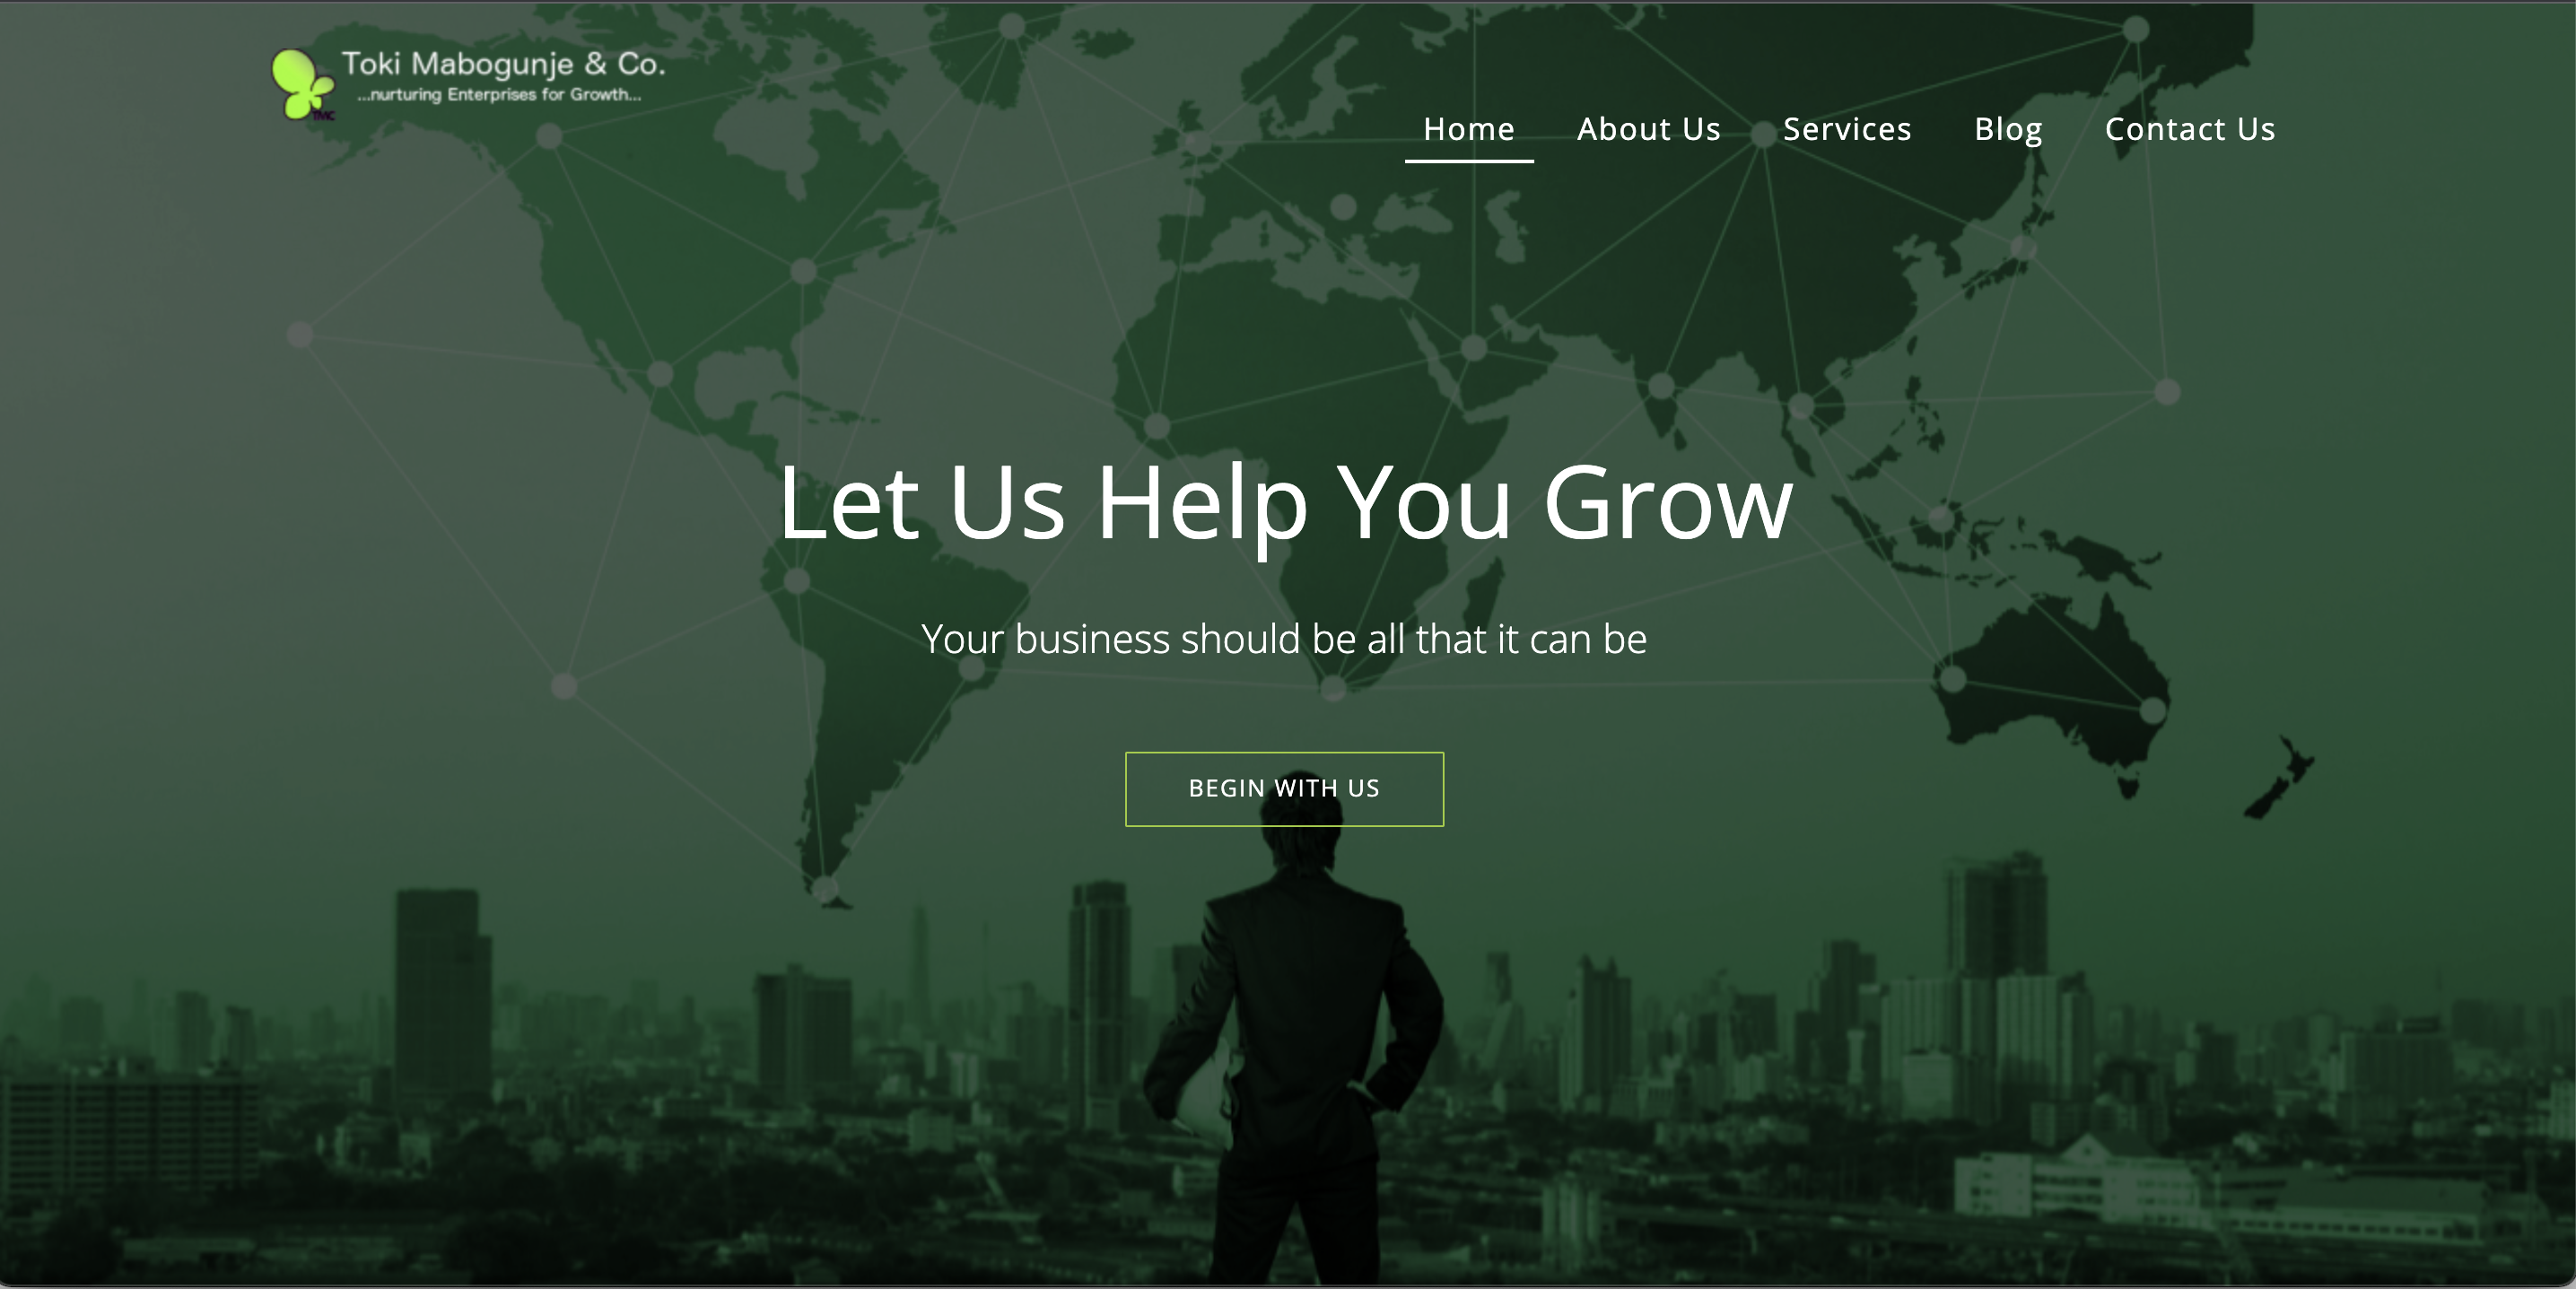 Toki Mabogunje & Co.
...nurturing Enterprises for Growth...
TMC
Home About Us Services Blog Contact Us
Let Us Help You Grow
Your business should be all that it can be
BEGIN WITH US